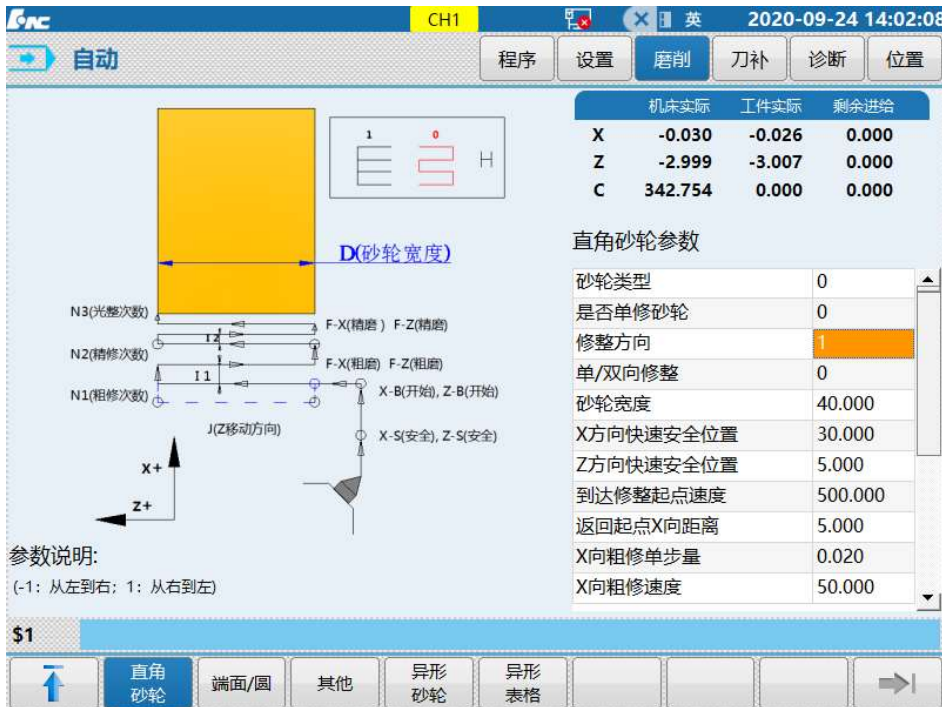 HNC CH1 英 2020-09-24 14:02:08
自动 程序 设置 磨削 刀补 诊断 位置
机床实际 工件实际 剩余进给
X -0.030 -0.026 0.000
Z -2.999 -3.007 0.000
C 342.754 0.000 0.000
1 0
H
D(砂轮宽度)
N3(光整次数)
F-X(精磨) F-Z(精磨)
I2
N2(精修次数)
F-X(粗磨) F-Z(粗磨)
I1
N1(粗修次数)
X-B(开始), Z-B(开始)
J(Z移动方向)
X-S(安全), Z-S(安全)
X+
Z+
参数说明:
(-1: 从左到右; 1: 从右到左)
直角砂轮参数
砂轮类型 0
是否单修砂轮 0
修整方向 1
单/双向修整 0
砂轮宽度 40.000
X方向快速安全位置 30.000
Z方向快速安全位置 5.000
到达修整起点速度 500.000
返回起点X向距离 5.000
X向粗修单步量 0.020
X向粗修速度 50.000
$1
直角
砂轮
端面/圆
其他
异形
砂轮
异形
表格